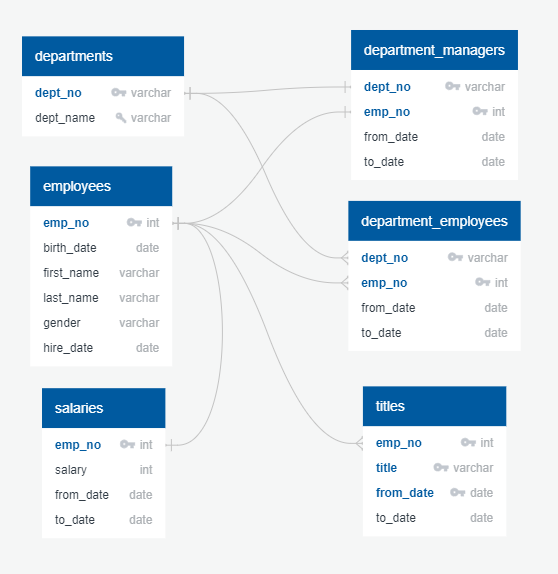 departments
dept_no varchar
dept_name varchar
employees
emp_no int
birth_date date
first_name varchar
last_name varchar
gender varchar
hire_date date
salaries
emp_no int
salary int
from_date date
to_date date
department_managers
dept_no varchar
emp_no int
from_date date
to_date date
department_employees
dept_no varchar
emp_no int
from_date date
to_date date
titles
emp_no int
title varchar
from_date date
to_date date